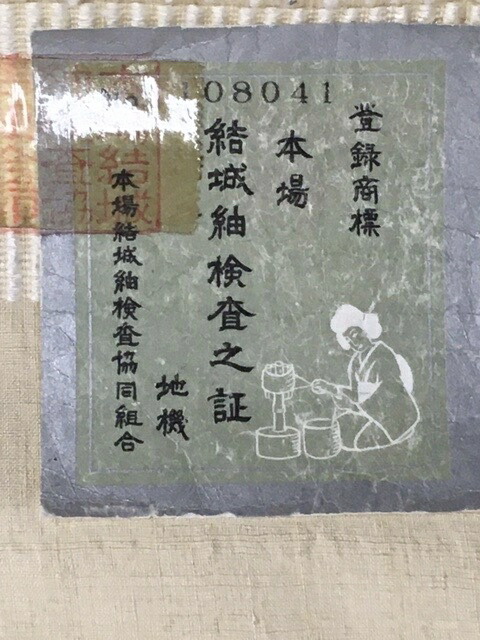 108041
登録商標
本場
結城紬検査之証
地機
本場結城紬検査協同組合